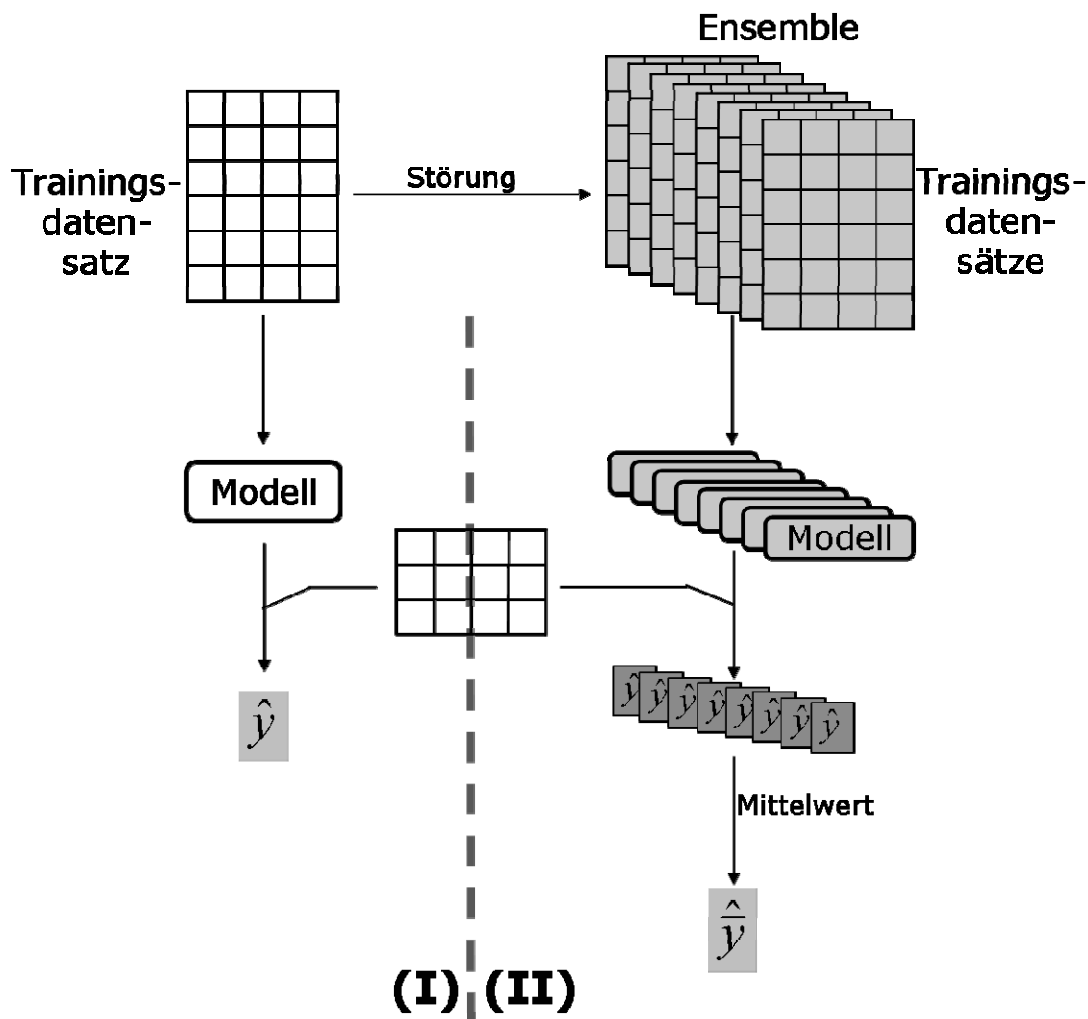 Ensemble
Trainings-
daten-
satz
Störung
Trainings-
daten-
sätze
Modell
Modell
ŷ
ŷ ŷ ŷ ŷ ŷ ŷ ŷ ŷ
Mittelwert
ŷ̄
(I) (II)